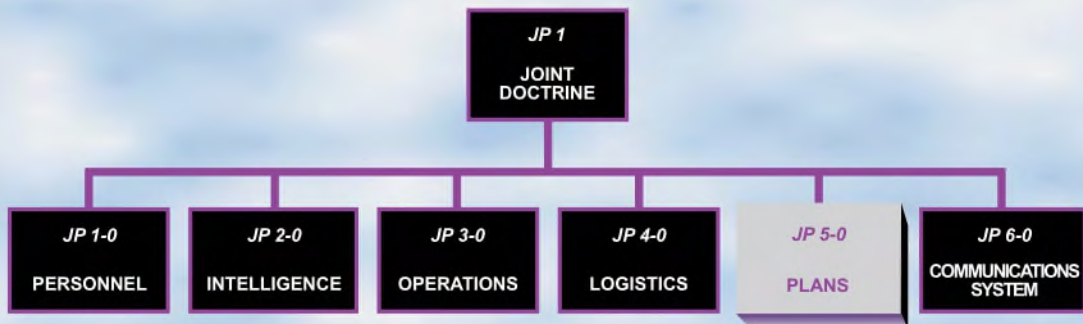 JP 1
JOINT
DOCTRINE
JP 1-0
PERSONNEL
JP 2-0
INTELLIGENCE
JP 3-0
OPERATIONS
JP 4-0
LOGISTICS
JP 5-0
PLANS
JP 6-0
COMMUNICATIONS
SYSTEM